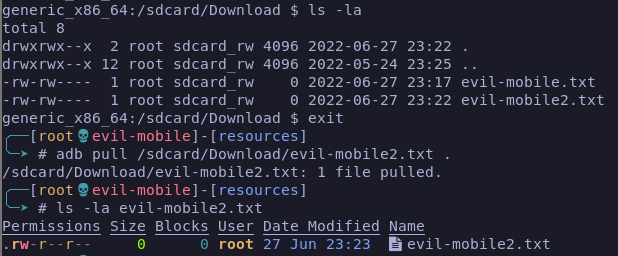 generic_x86_64:/sdcard/Download $ ls -la
total 8
drwxrwx--x  2 root sdcard_rw 4096 2022-06-27 23:22 .
drwxrwx--x 12 root sdcard_rw 4096 2022-05-24 23:25 ..
-rw-rw----  1 root sdcard_rw    0 2022-06-27 23:17 evil-mobile.txt
-rw-rw----  1 root sdcard_rw    0 2022-06-27 23:22 evil-mobile2.txt
generic_x86_64:/sdcard/Download $ exit
╭─[root💀evil-mobile]-[resources]
╰─➤ # adb pull /sdcard/Download/evil-mobile2.txt .
/sdcard/Download/evil-mobile2.txt: 1 file pulled.
╭─[root💀evil-mobile]-[resources]
╰─➤ # ls -la evil-mobile2.txt
Permissions Size Blocks User Date Modified Name
.rw-r--r--     0      0 root 27 Jun 23:23  evil-mobile2.txt